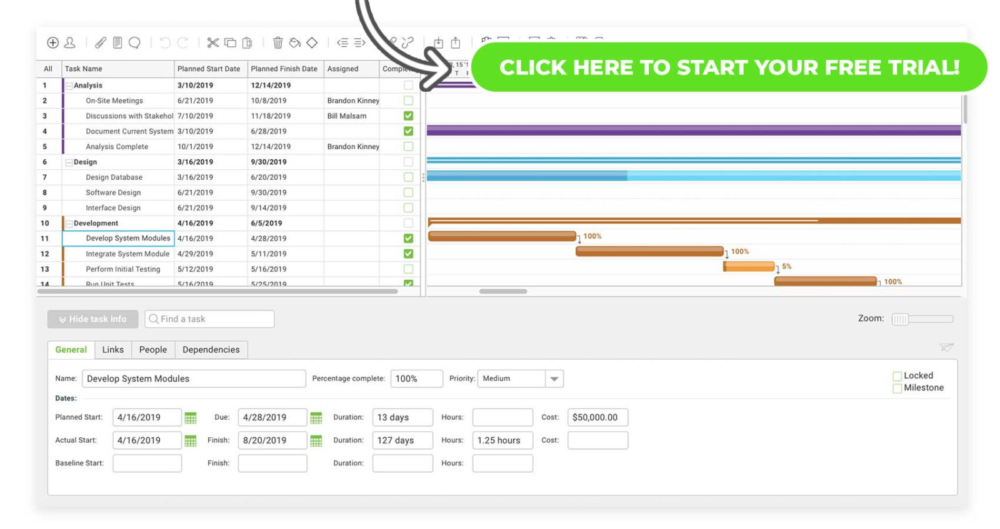 CLICK HERE TO START YOUR FREE TRIAL!
All Task Name Planned Start Date Planned Finish Date Assigned
15 '1
T
1 Analysis 3/10/2019 12/14/2019
2 On-Site Meetings 6/21/2019 10/8/2019 Brandon Kinney
3 Discussions with Stakehol 7/10/2019 11/18/2019 Bill Malsam
4 Document Current System 3/10/2019 6/28/2019
5 Analysis Complete 10/1/2019 12/14/2019 Brandon Kinney
6 Design 3/16/2019 9/30/2019
7 Design Database 3/16/2019 6/20/2019
8 Software Design 6/21/2019 9/30/2019
9 Interface Design 6/21/2019 9/14/2019
10 Development 4/16/2019 6/5/2019
11 Develop System Modules 4/16/2019 4/28/2019 100%
12 Integrate System Module 4/29/2019 5/11/2019 100%
13 Perform Initial Testing 5/12/2019 5/16/2019 5%
14 Run Unit Tests 5/16/2019 5/25/2019 100%
Hide task info Find a task Zoom:
General Links People Dependencies
Name: Develop System Modules Percentage complete: 100% Priority: Medium Locked
Milestone
Dates:
Planned Start: 4/16/2019 Due: 4/28/2019 Duration: 13 days Hours: Cost: $50,000.00
Actual Start: 4/16/2019 Finish: 8/20/2019 Duration: 127 days Hours: 1.25 hours Cost:
Baseline Start: Finish: Duration: Hours: